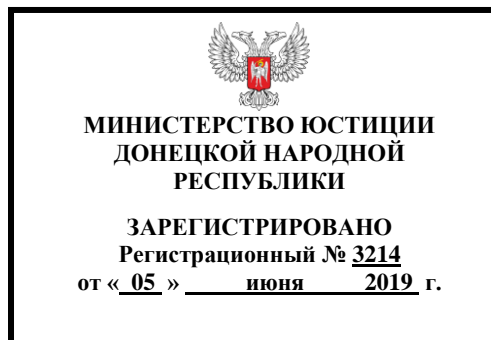 МИНИСТЕРСТВО ЮСТИЦИИ
ДОНЕЦКОЙ НАРОДНОЙ
РЕСПУБЛИКИ
ЗАРЕГИСТРИРОВАНО
Регистрационный № 3214
от « 05 » июня 2019 г.